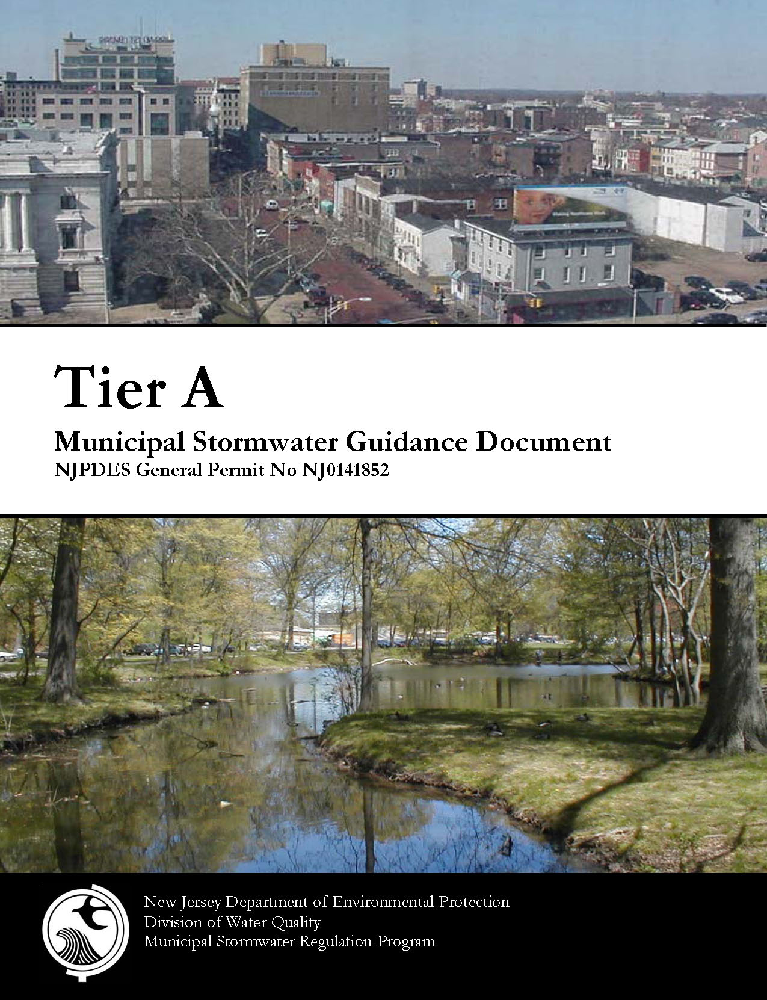 Tier A
Municipal Stormwater Guidance Document
NJPDES General Permit No NJ0141852
New Jersey Department of Environmental Protection
Division of Water Quality
Municipal Stormwater Regulation Program